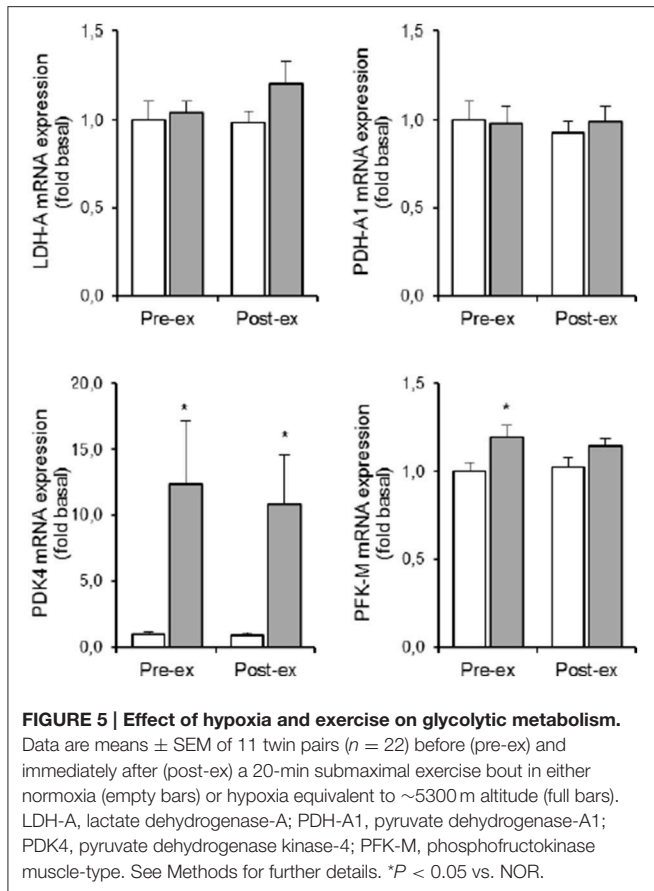 1,5
1,0
0,5
0,0
LDH-A mRNA expression
(fold basal)
Pre-ex Post-ex
1,5
1,0
0,5
0,0
PDH-A1 mRNA expression
(fold basal)
Pre-ex Post-ex
20,0
15,0
10,0
5,0
0,0
PDK4 mRNA expression
(fold basal)
* *
Pre-ex Post-ex
1,5
1,0
0,5
0,0
PFK-M mRNA expression
(fold basal)
*
Pre-ex Post-ex
FIGURE 5 | Effect of hypoxia and exercise on glycolytic metabolism.
Data are means ± SEM of 11 twin pairs (n = 22) before (pre-ex) and
immediately after (post-ex) a 20-min submaximal exercise bout in either
normoxia (empty bars) or hypoxia equivalent to ~5300 m altitude (full bars).
LDH-A, lactate dehydrogenase-A; PDH-A1, pyruvate dehydrogenase-A1;
PDK4, pyruvate dehydrogenase kinase-4; PFK-M, phosphofructokinase
muscle-type. See Methods for further details. *P < 0.05 vs. NOR.